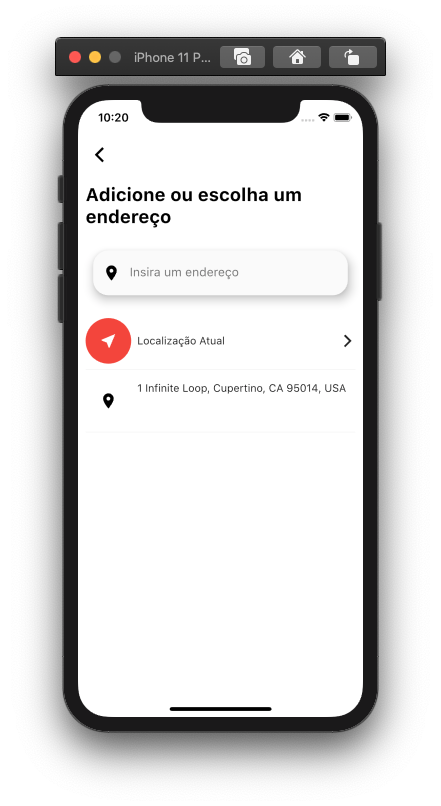 iPhone 11 P...
10:20
Adicione ou escolha um
endereço
Insira um endereço
Localização Atual
1 Infinite Loop, Cupertino, CA 95014, USA